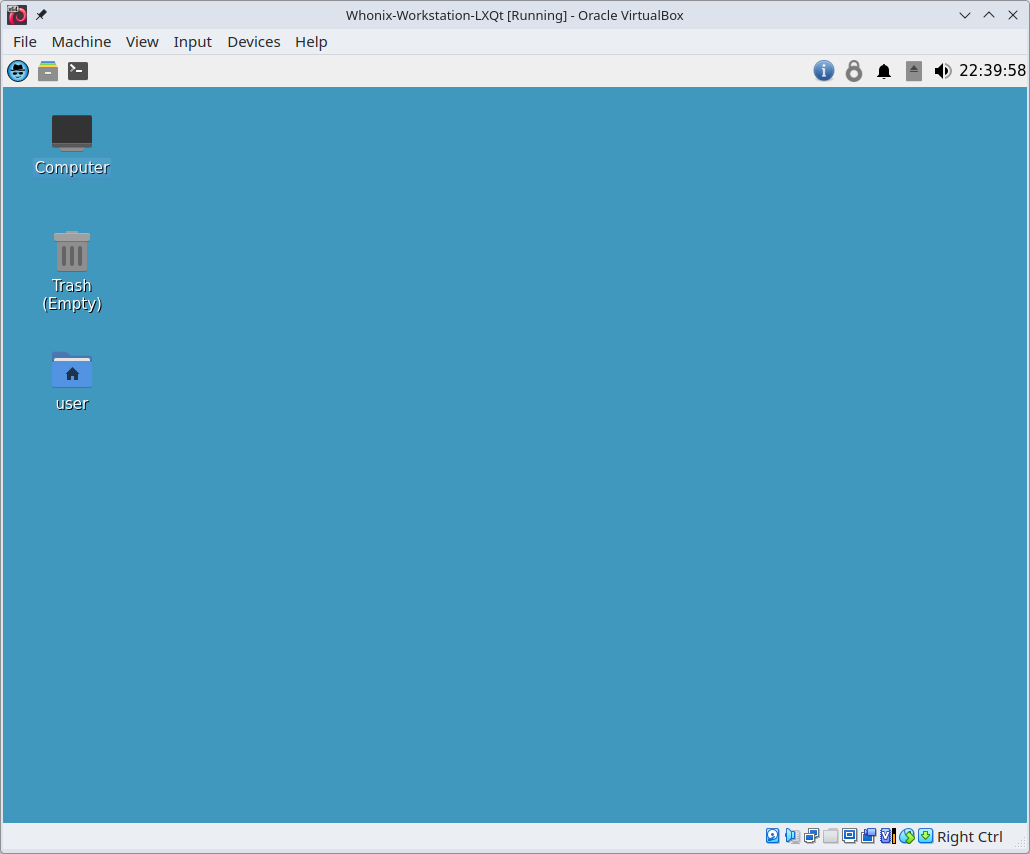 Whonix-Workstation-LXQt [Running] - Oracle VirtualBox
File Machine View Input Devices Help
22:39:58
Computer
Trash
(Empty)
user
Right Ctrl